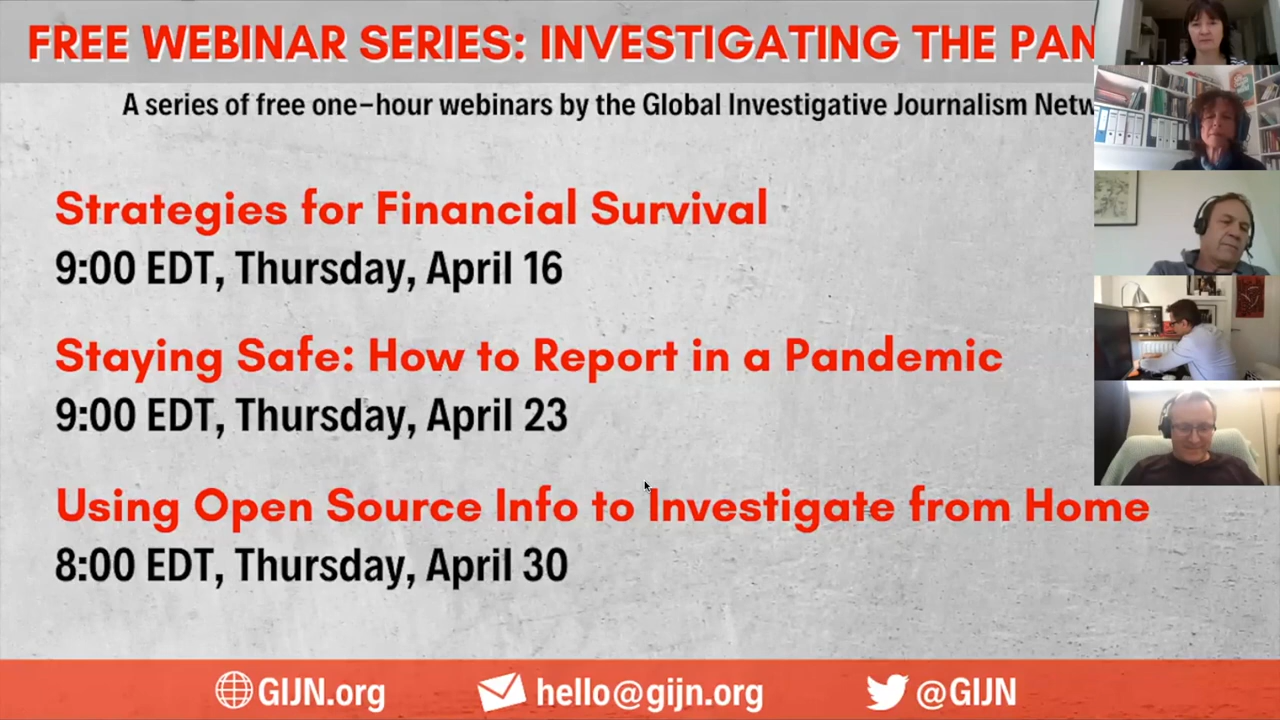 FREE WEBINAR SERIES: INVESTIGATING THE PAN
A series of free one-hour webinars by the Global Investigative Journalism Netw
Strategies for Financial Survival
9:00 EDT, Thursday, April 16
Staying Safe: How to Report in a Pandemic
9:00 EDT, Thursday, April 23
Using Open Source Info to Investigate from Home
8:00 EDT, Thursday, April 30
GIJN.org hello@gijn.org @GIJN